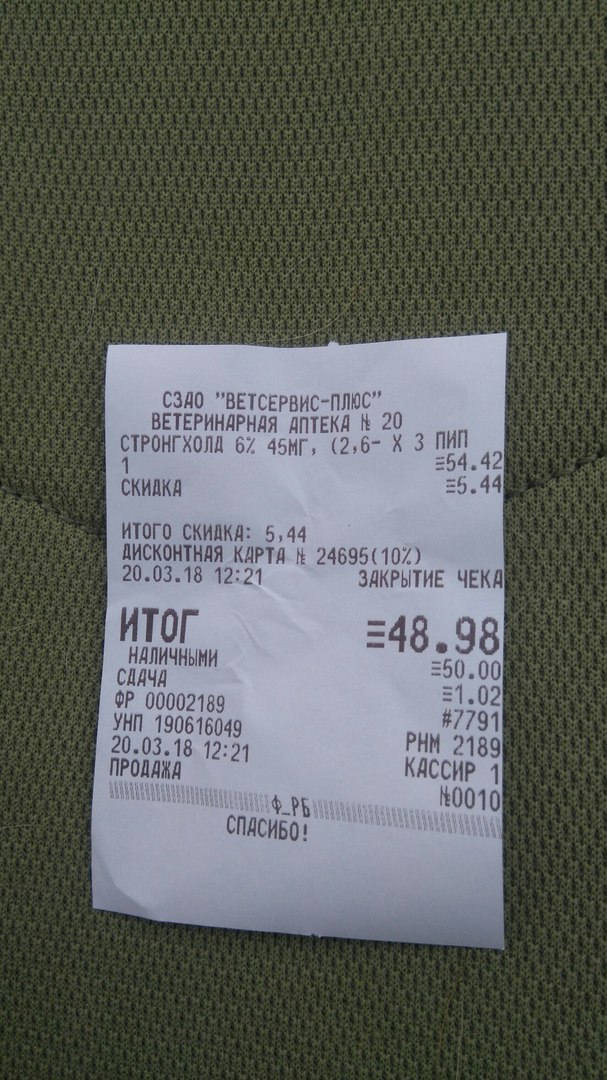 СЗАО "ВЕТСЕРВИС-ПЛЮС"
ВЕТЕРИНАРНАЯ АПТЕКА № 20
СТРОНГХОЛД 6% 45МГ, (2,6- Х 3 ПИП
1 ≡54.42
СКИДКА ≡5.44
ИТОГО СКИДКА: 5,44
ДИСКОНТНАЯ КАРТА № 24695(10%)
20.03.18 12:21 ЗАКРЫТИЕ ЧЕКА
ИТОГ ≡48.98
НАЛИЧНЫМИ ≡50.00
СДАЧА ≡1.02
ФР 00002189 #7791
УНП 190616049 РНМ 2189
20.03.18 12:21 КАССИР 1
ПРОДАЖА №0010
Ф_РБ
СПАСИБО!